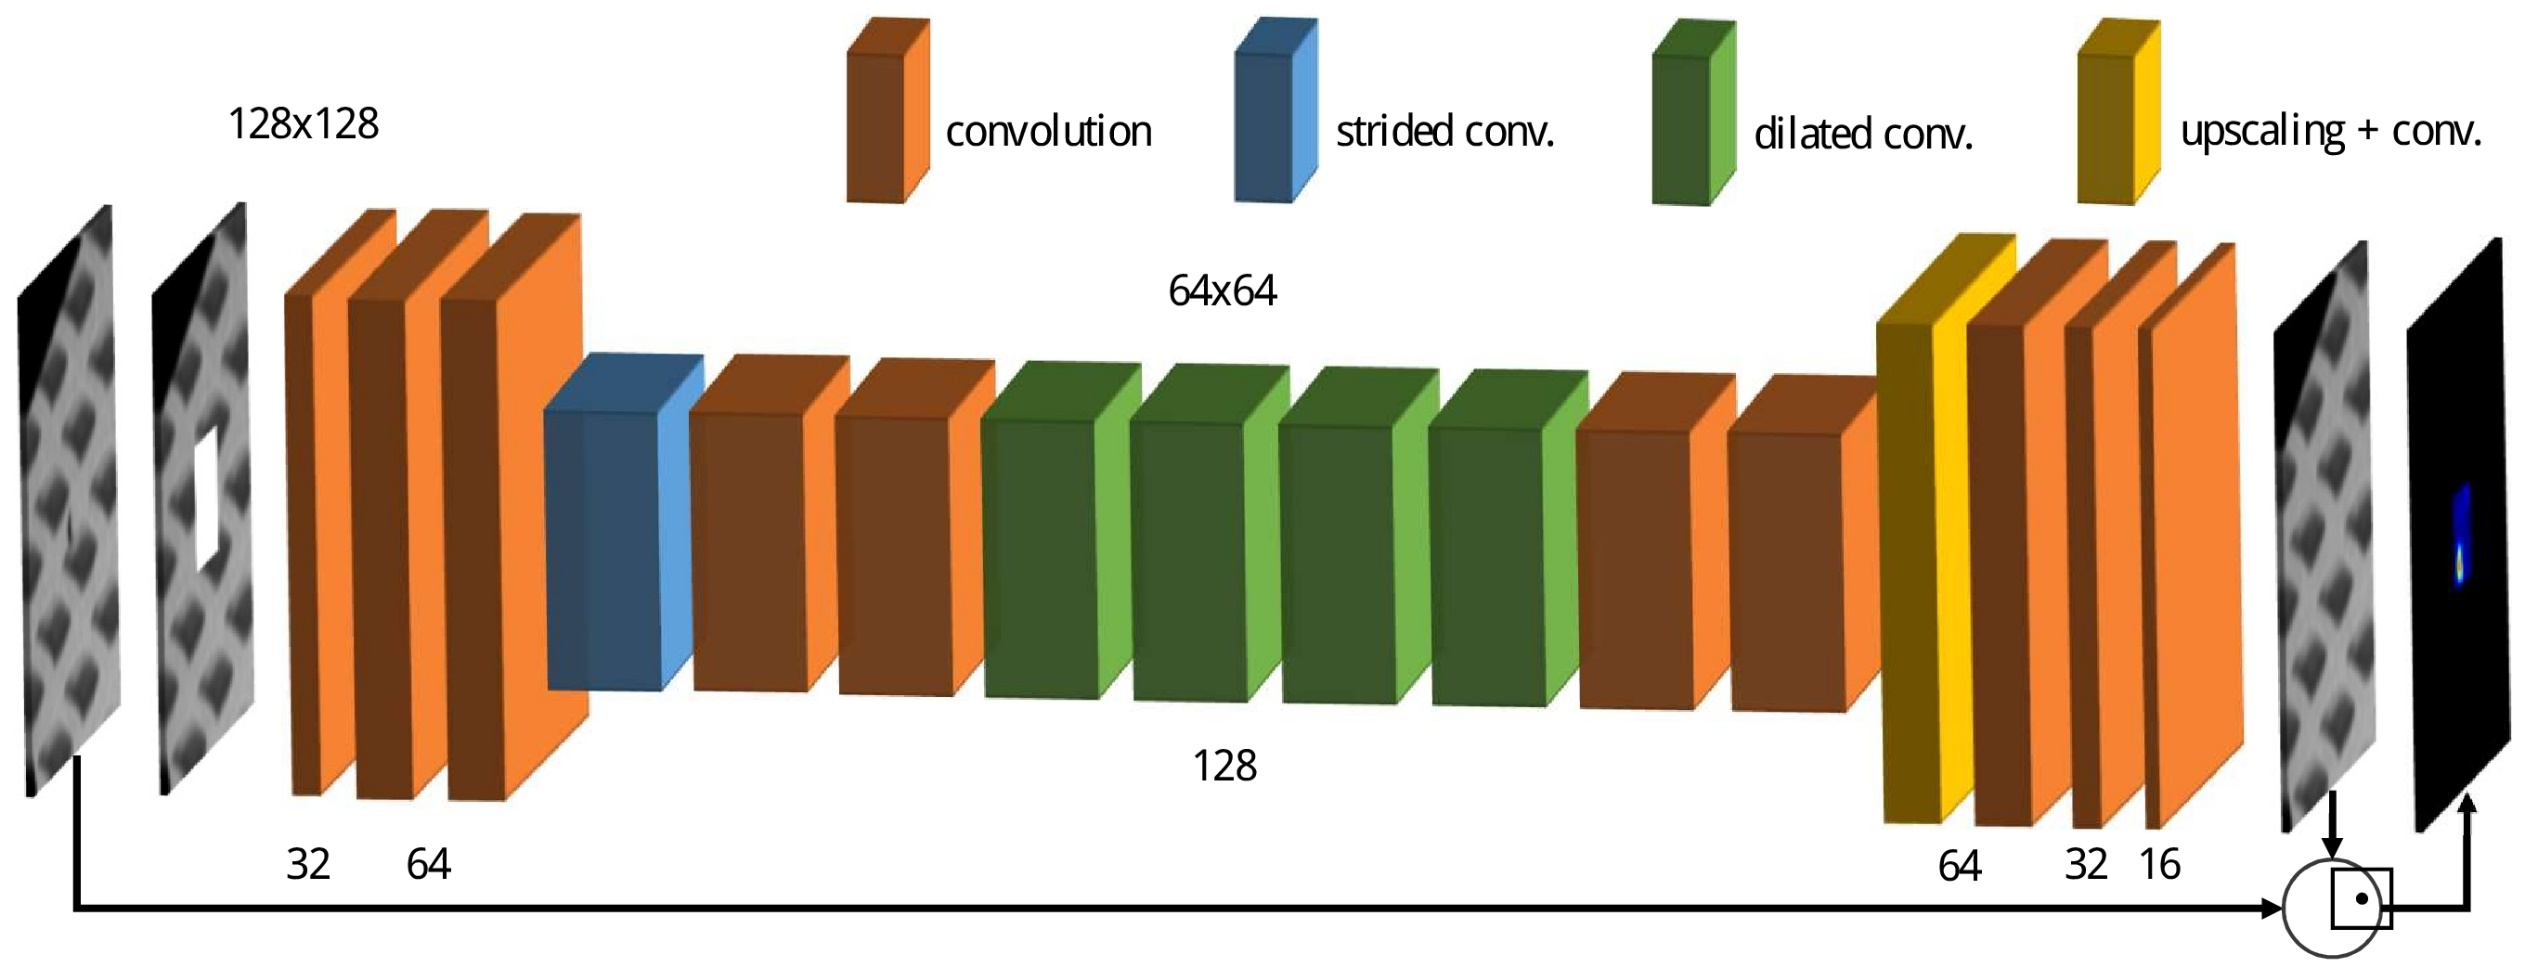 128x128
convolution
strided conv.
dilated conv.
upscaling + conv.
64x64
128
32
64
64
32
16